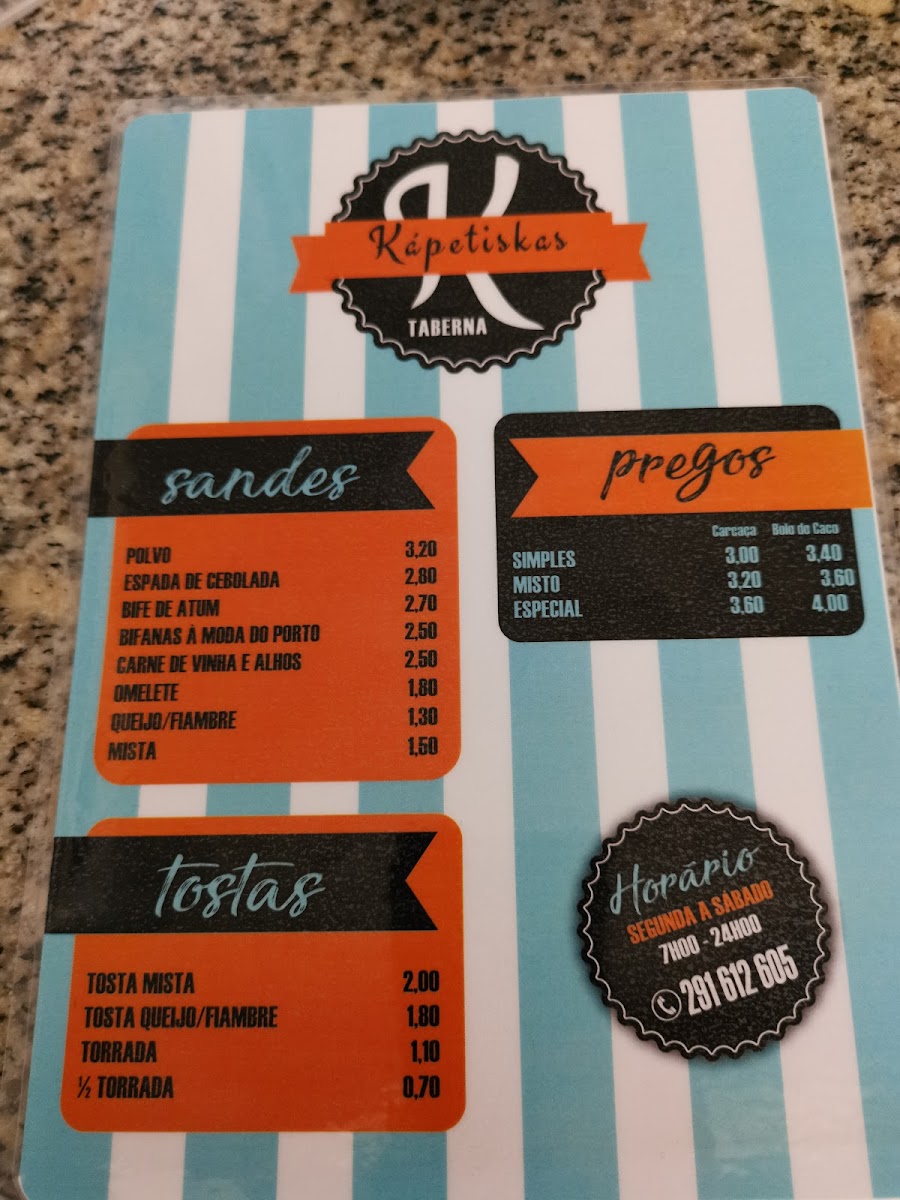 K
Kápetiskas
TABERNA
sandes
POLVO 3,20
ESPADA DE CEBOLADA 2,80
BIFE DE ATUM 2,70
BIFANAS À MODA DO PORTO 2,50
CARNE DE VINHA E ALHOS 2,50
OMELETE 1,80
QUEIJO/FIAMBRE 1,30
MISTA 1,50
pregos
Carcaça Bolo do Caco
SIMPLES 3,00 3,40
MISTO 3,20 3,60
ESPECIAL 3,60 4,00
tostas
TOSTA MISTA 2,00
TOSTA QUEIJO/FIAMBRE 1,80
TORRADA 1,10
½ TORRADA 0,70
Horário
SEGUNDA A SÁBADO
7H00 - 24H00
291 612 605